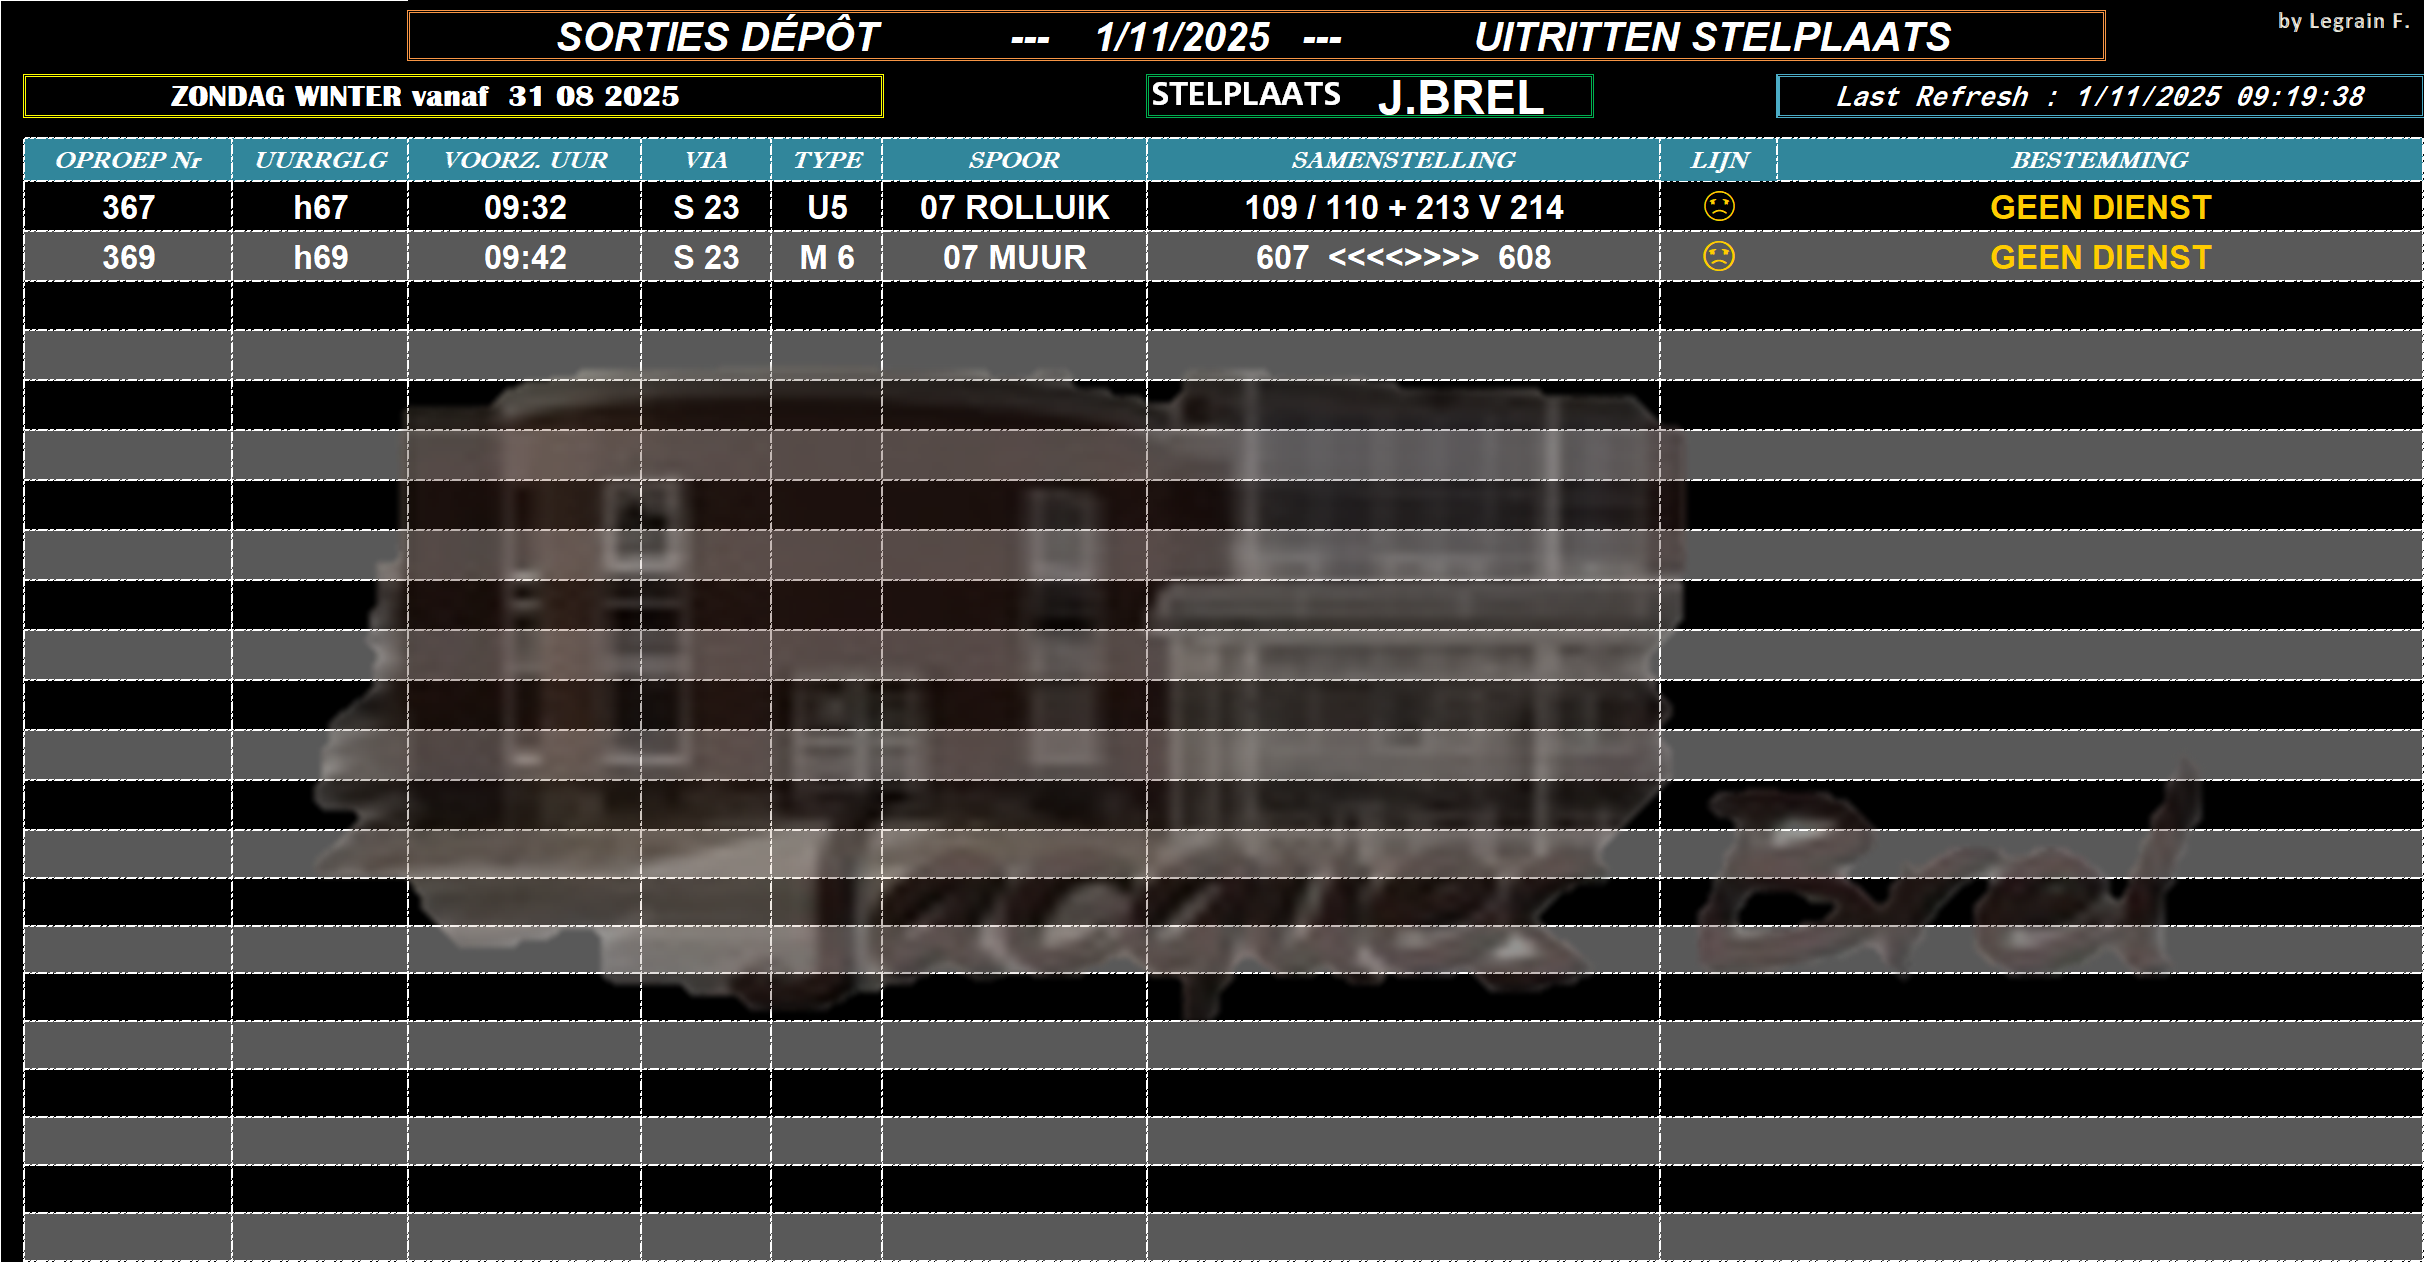 SORTIES DÉPÔT --- 1/11/2025 --- UITRITTEN STELPLAATS
by Legrain F.
ZONDAG WINTER vanaf 31 08 2025
STELPLAATS J.BREL
Last Refresh : 1/11/2025 09:19:38
OPROEP Nr UURRGLG VOORZ. UUR VIA TYPE SPOOR SAMENSTELLING LIJN BESTEMMING
367 h67 09:32 S 23 U5 07 ROLLUIK 109 / 110 + 213 V 214 ☹ GEEN DIENST
369 h69 09:42 S 23 M 6 07 MUUR 607 <<<<>>>> 608 ☹ GEEN DIENST
Jacques Brel